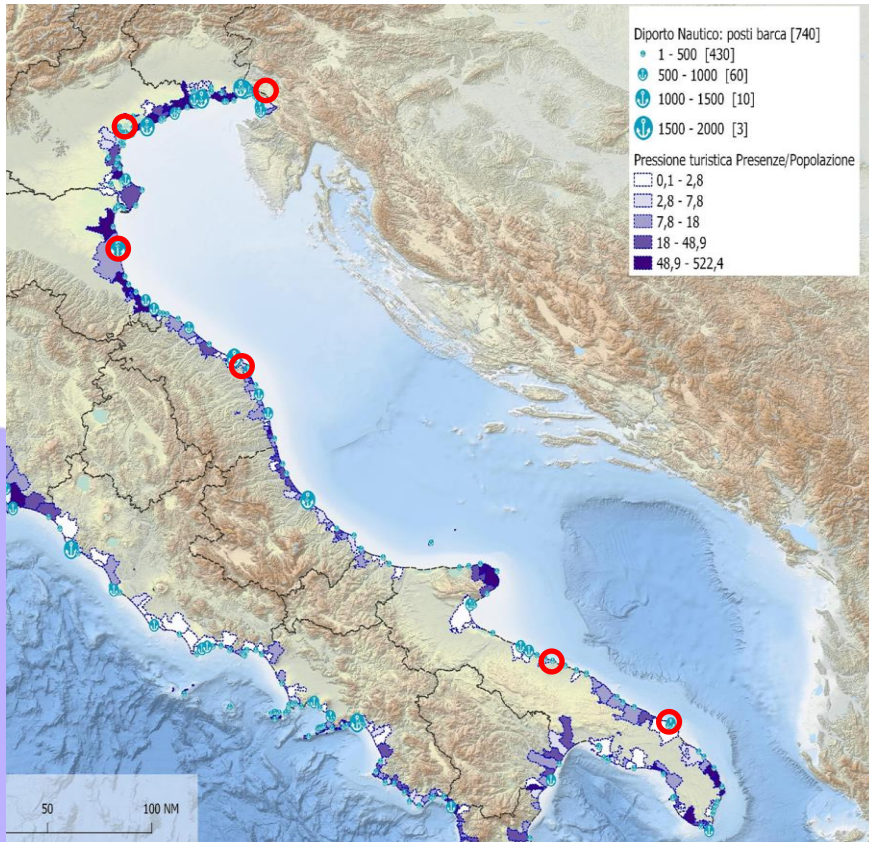 Diporto Nautico: posti barca [740]
1 - 500 [430]
500 - 1000 [60]
1000 - 1500 [10]
1500 - 2000 [3]
Pressione turistica Presenze/Popolazione
0,1 - 2,8
2,8 - 7,8
7,8 - 18
18 - 48,9
48,9 - 522,4
50
100 NM